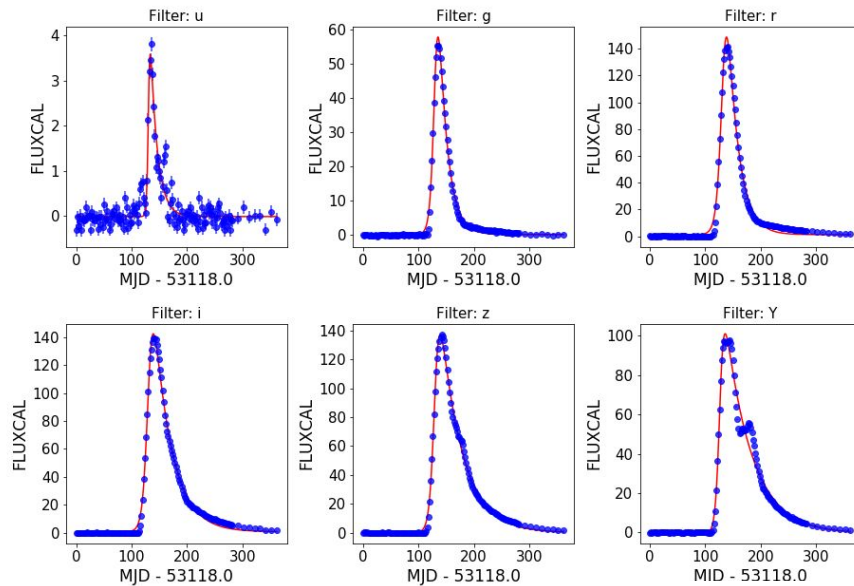 Filter: u
4
3
2
1
0
FLUXCAL
0 100 200 300
MJD - 53118.0
Filter: g
60
50
40
30
20
10
0
FLUXCAL
0 100 200 300
MJD - 53118.0
Filter: r
140
120
100
80
60
40
20
0
FLUXCAL
0 100 200 300
MJD - 53118.0
Filter: i
140
120
100
80
60
40
20
0
FLUXCAL
0 100 200 300
MJD - 53118.0
Filter: z
140
120
100
80
60
40
20
0
FLUXCAL
0 100 200 300
MJD - 53118.0
Filter: Y
100
80
60
40
20
0
FLUXCAL
0 100 200 300
MJD - 53118.0